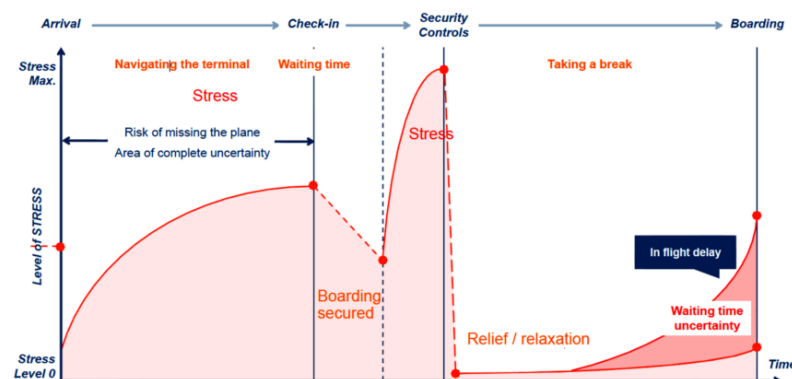 Arrival
Check-in
Security
Controls
Boarding
Stress
Max.
Navigating the terminal
Waiting time
Taking a break
Stress
Risk of missing the plane
Area of complete uncertainty
Stress
Level of STRESS
In flight delay
Boarding
secured
Waiting time
uncertainty
Relief / relaxation
Stress
Level 0
Time